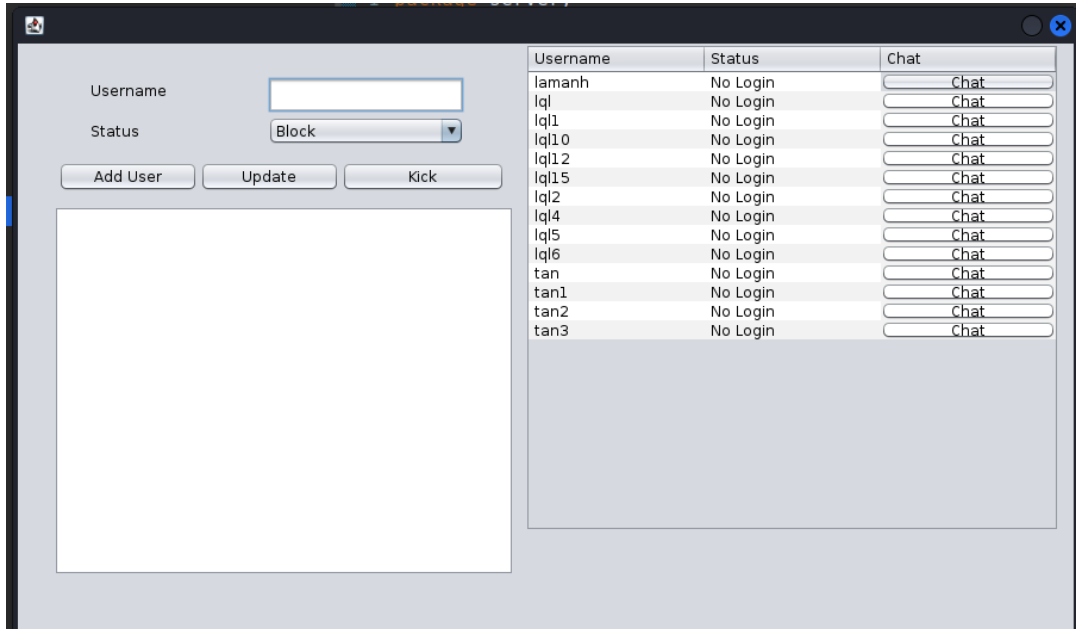 package server;
Username
Status Block
Add User Update Kick
Username Status Chat
lamanh No Login Chat
lql No Login Chat
lql1 No Login Chat
lql10 No Login Chat
lql12 No Login Chat
lql15 No Login Chat
lql2 No Login Chat
lql4 No Login Chat
lql5 No Login Chat
lql6 No Login Chat
tan No Login Chat
tan1 No Login Chat
tan2 No Login Chat
tan3 No Login Chat